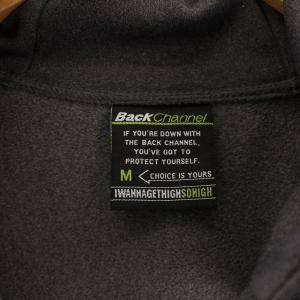 BackChannel
IF YOU'RE DOWN WITH
THE BACK CHANNEL,
YOU'VE GOT TO
PROTECT YOURSELF.
M CHOICE IS YOURS
IWANNAGETHIGHSOHIGH